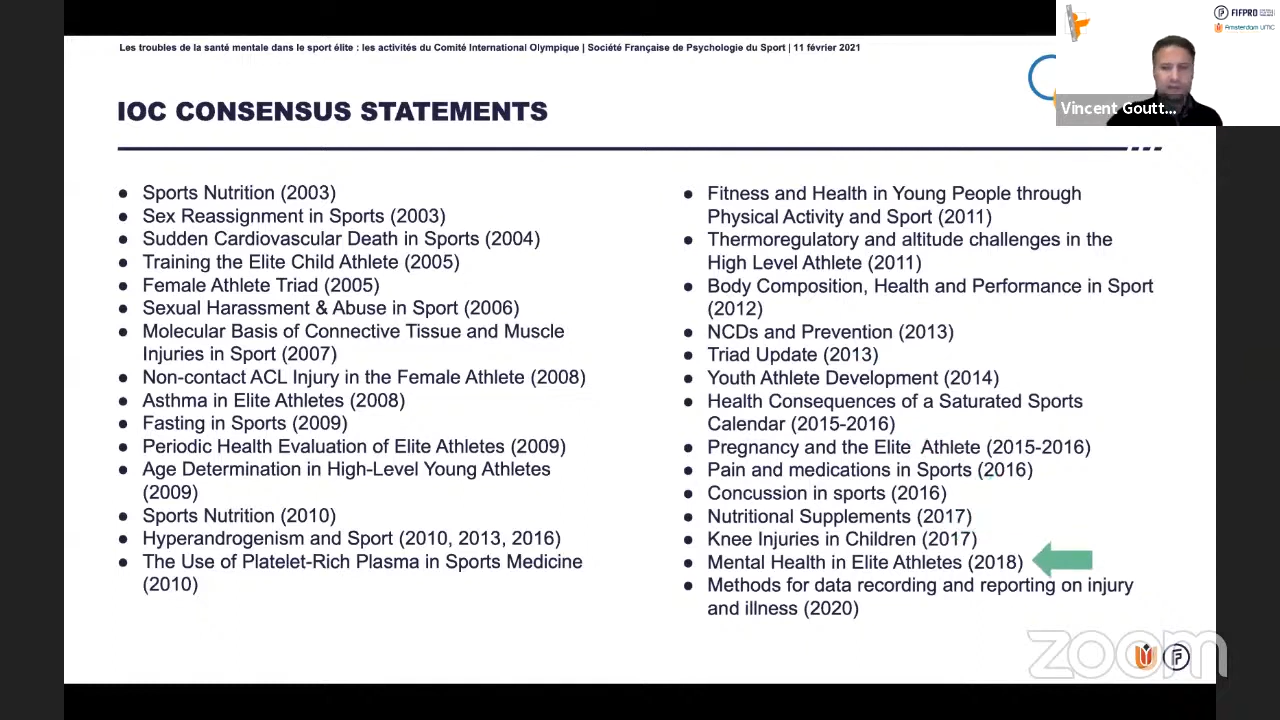 Les troubles de la santé mentale dans le sport élite : les activités du Comité International Olympique | Société Française de Psychologie du Sport | 11 février 2021
FIFPRO
Amsterdam UMC
Vincent Goutt...
IOC CONSENSUS STATEMENTS
● Sports Nutrition (2003)
● Sex Reassignment in Sports (2003)
● Sudden Cardiovascular Death in Sports (2004)
● Training the Elite Child Athlete (2005)
● Female Athlete Triad (2005)
● Sexual Harassment & Abuse in Sport (2006)
● Molecular Basis of Connective Tissue and Muscle
Injuries in Sport (2007)
● Non-contact ACL Injury in the Female Athlete (2008)
● Asthma in Elite Athletes (2008)
● Fasting in Sports (2009)
● Periodic Health Evaluation of Elite Athletes (2009)
● Age Determination in High-Level Young Athletes
(2009)
● Sports Nutrition (2010)
● Hyperandrogenism and Sport (2010, 2013, 2016)
● The Use of Platelet-Rich Plasma in Sports Medicine
(2010)
● Fitness and Health in Young People through
Physical Activity and Sport (2011)
● Thermoregulatory and altitude challenges in the
High Level Athlete (2011)
● Body Composition, Health and Performance in Sport
(2012)
● NCDs and Prevention (2013)
● Triad Update (2013)
● Youth Athlete Development (2014)
● Health Consequences of a Saturated Sports
Calendar (2015-2016)
● Pregnancy and the Elite Athlete (2015-2016)
● Pain and medications in Sports (2016)
● Concussion in sports (2016)
● Nutritional Supplements (2017)
● Knee Injuries in Children (2017)
● Mental Health in Elite Athletes (2018)
● Methods for data recording and reporting on injury
and illness (2020)
zoom